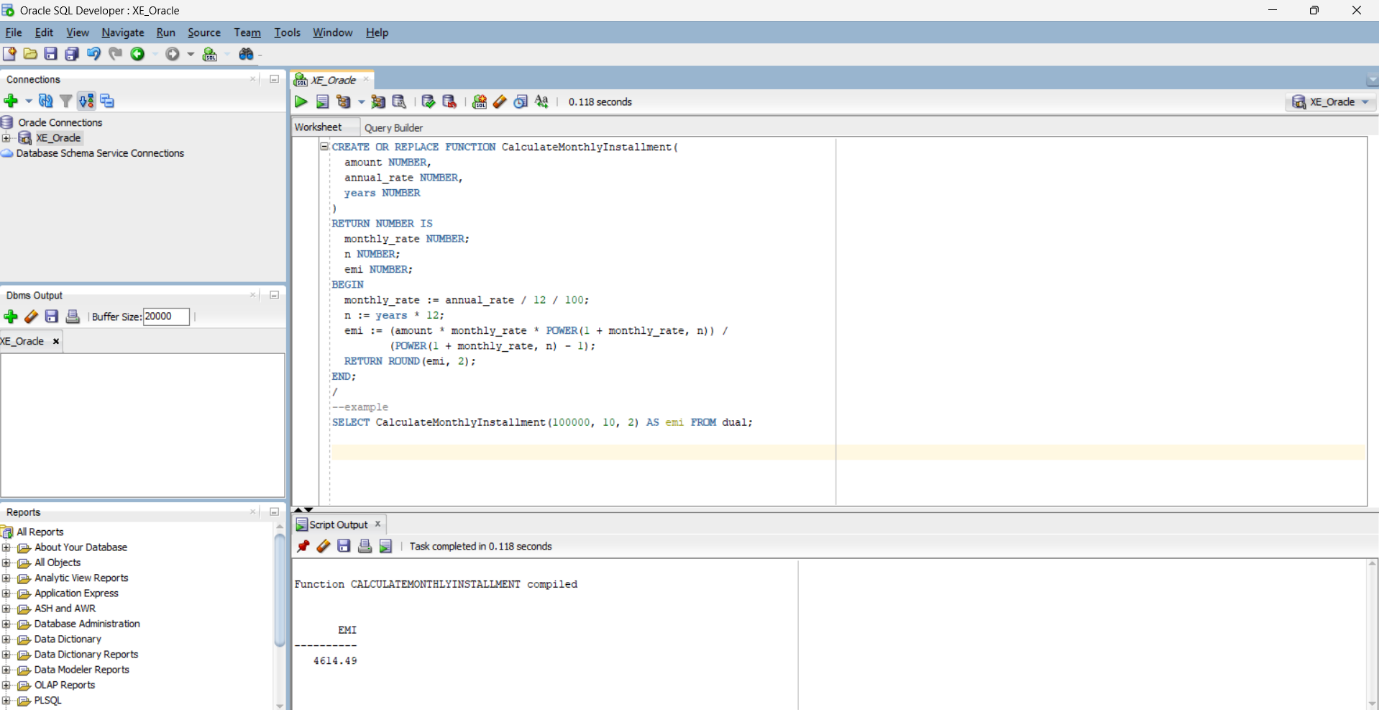 Oracle SQL Developer : XE_Oracle
File Edit View Navigate Run Source Team Tools Window Help
Connections
Oracle Connections
XE_Oracle
Database Schema Service Connections
Dbms Output
Buffer Size: 20000
XE_Oracle
Reports
All Reports
About Your Database
All Objects
Analytic View Reports
Application Express
ASH and AWR
Database Administration
Data Dictionary
Data Dictionary Reports
Data Modeler Reports
OLAP Reports
PLSQL
XE_Oracle
0.118 seconds
XE_Oracle
Worksheet Query Builder
CREATE OR REPLACE FUNCTION CalculateMonthlyInstallment(
amount NUMBER,
annual_rate NUMBER,
years NUMBER
)
RETURN NUMBER IS
monthly_rate NUMBER;
n NUMBER;
emi NUMBER;
BEGIN
monthly_rate := annual_rate / 12 / 100;
n := years * 12;
emi := (amount * monthly_rate * POWER(1 + monthly_rate, n)) /
(POWER(1 + monthly_rate, n) - 1);
RETURN ROUND(emi, 2);
END;
/
--example
SELECT CalculateMonthlyInstallment(100000, 10, 2) AS emi FROM dual;
Script Output
Task completed in 0.118 seconds
Function CALCULATEMONTHLYINSTALLMENT compiled
EMI
----------
4614.49